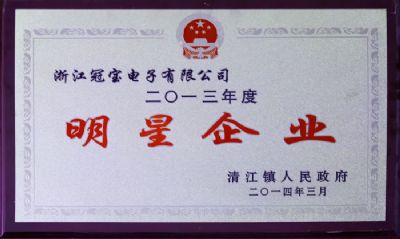 浙江冠宝电子有限公司
二〇一三年度
明星企业
清江镇人民政府
二〇一四年三月